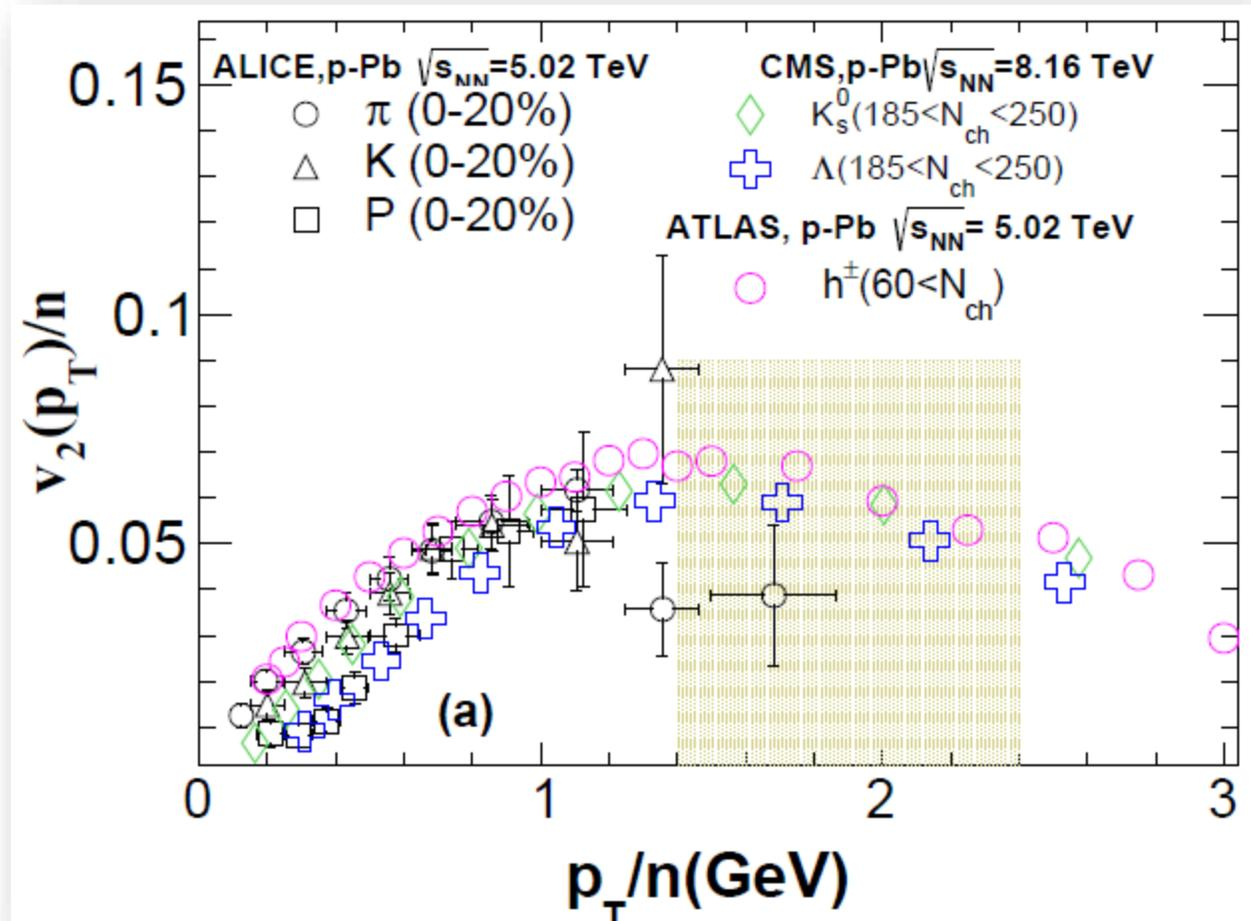 ALICE,p-Pb √sNN=5.02 TeV
π (0-20%)
K (0-20%)
P (0-20%)
CMS,p-Pb√sNN=8.16 TeV
K0s(185<Nch<250)
Λ(185<Nch<250)
ATLAS, p-Pb √sNN= 5.02 TeV
h±(60<Nch)
v2(pT)/n
0.15
0.1
0.05
(a)
0 1 2 3
pT/n(GeV)